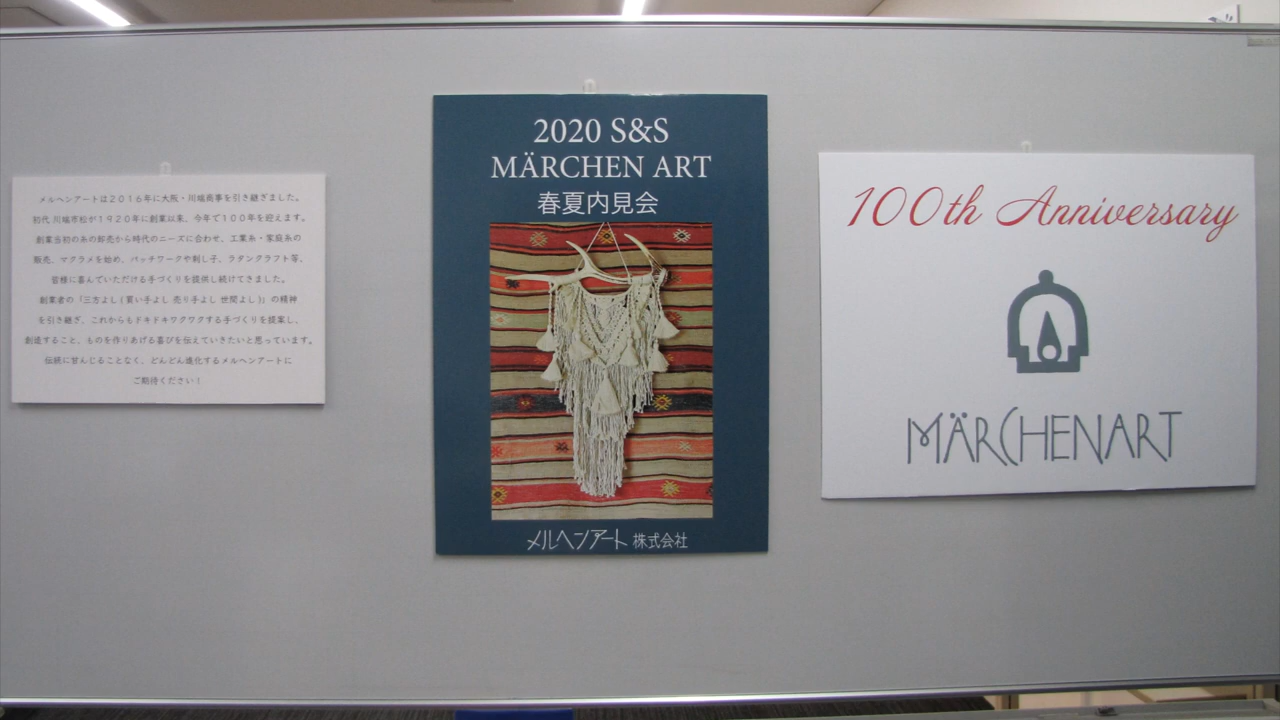 メルヘンアートは２０１６年に大阪・川端商事を引き継ぎました。
初代 川端市松が１９２０年に創業以来、今年で１００年を迎えます。
創業当初の糸の卸売から時代のニーズに合わせ、工業糸・家庭糸の
販売、マクラメを始め、パッチワークや刺し子、ラタンクラフト等、
皆様に喜んでいただける手づくりを提供し続けてきました。
創業者の「三方よし ( 買い手よし 売り手よし 世間よし )」の精神
を引き継ぎ、これからもドキドキワクワクする手づくりを提案し、
創造すること、ものを作りあげる喜びを伝えていきたいと思っています。
伝統に甘んじることなく、どんどん進化するメルヘンアートに
ご期待ください！
2020 S&S
MÄRCHEN ART
春夏内見会
メルヘンアート 株式会社
100th Anniversary
MÄRCHENART